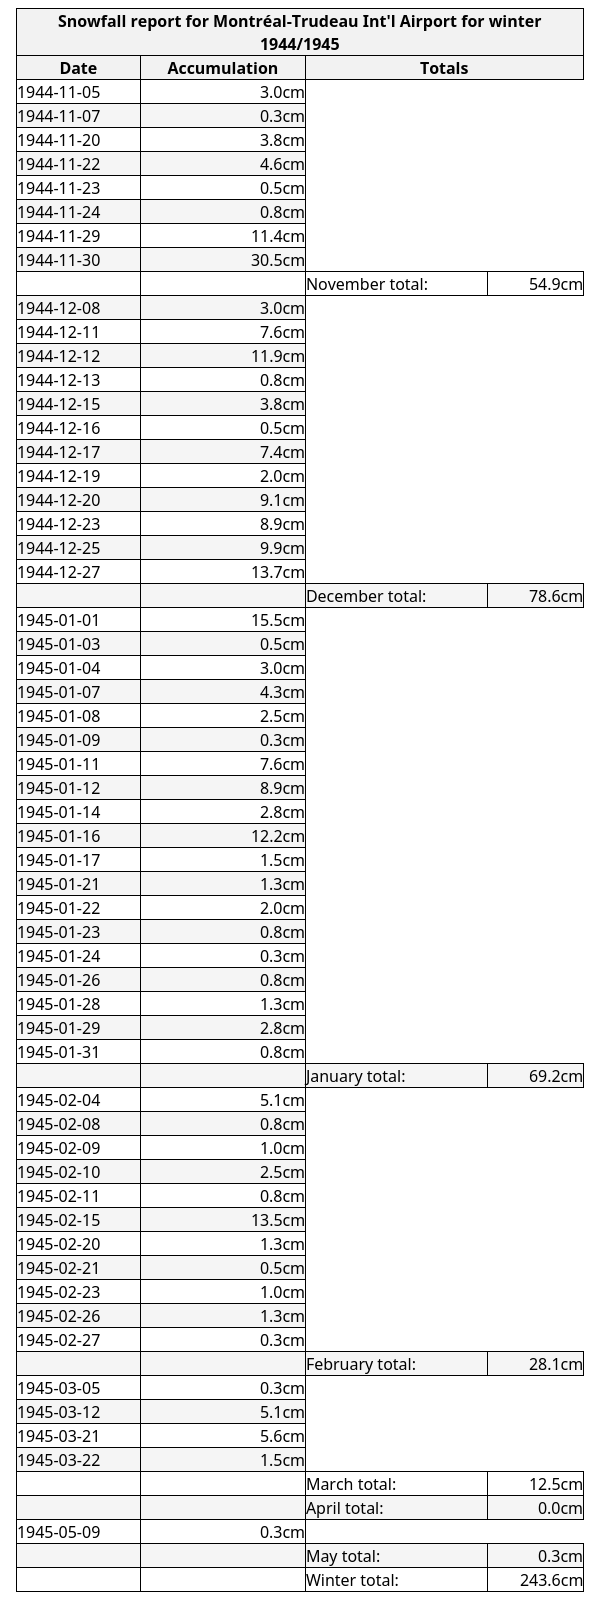 Snowfall report for Montréal-Trudeau Int'l Airport for winter
1944/1945
Date Accumulation Totals
1944-11-05 3.0cm
1944-11-07 0.3cm
1944-11-20 3.8cm
1944-11-22 4.6cm
1944-11-23 0.5cm
1944-11-24 0.8cm
1944-11-29 11.4cm
1944-11-30 30.5cm
November total: 54.9cm
1944-12-08 3.0cm
1944-12-11 7.6cm
1944-12-12 11.9cm
1944-12-13 0.8cm
1944-12-15 3.8cm
1944-12-16 0.5cm
1944-12-17 7.4cm
1944-12-19 2.0cm
1944-12-20 9.1cm
1944-12-23 8.9cm
1944-12-25 9.9cm
1944-12-27 13.7cm
December total: 78.6cm
1945-01-01 15.5cm
1945-01-03 0.5cm
1945-01-04 3.0cm
1945-01-07 4.3cm
1945-01-08 2.5cm
1945-01-09 0.3cm
1945-01-11 7.6cm
1945-01-12 8.9cm
1945-01-14 2.8cm
1945-01-16 12.2cm
1945-01-17 1.5cm
1945-01-21 1.3cm
1945-01-22 2.0cm
1945-01-23 0.8cm
1945-01-24 0.3cm
1945-01-26 0.8cm
1945-01-28 1.3cm
1945-01-29 2.8cm
1945-01-31 0.8cm
January total: 69.2cm
1945-02-04 5.1cm
1945-02-08 0.8cm
1945-02-09 1.0cm
1945-02-10 2.5cm
1945-02-11 0.8cm
1945-02-15 13.5cm
1945-02-20 1.3cm
1945-02-21 0.5cm
1945-02-23 1.0cm
1945-02-26 1.3cm
1945-02-27 0.3cm
February total: 28.1cm
1945-03-05 0.3cm
1945-03-12 5.1cm
1945-03-21 5.6cm
1945-03-22 1.5cm
March total: 12.5cm
April total: 0.0cm
1945-05-09 0.3cm
May total: 0.3cm
Winter total: 243.6cm